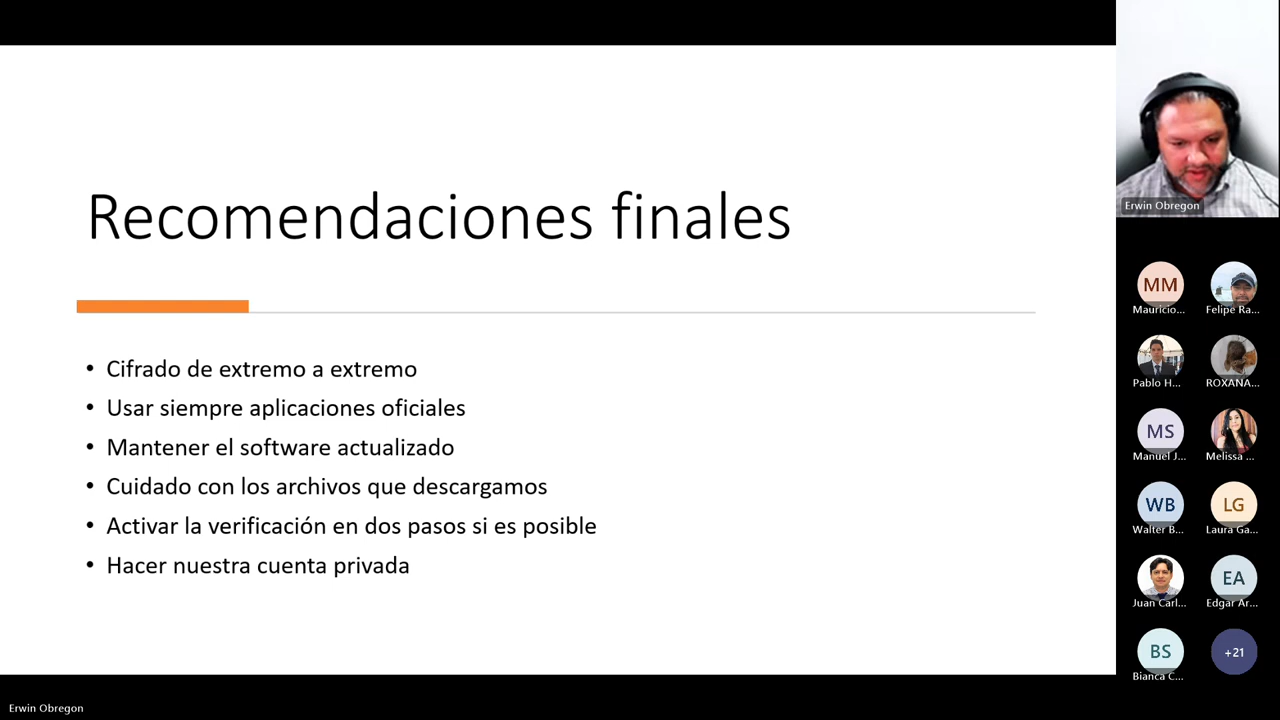 Recomendaciones finales
• Cifrado de extremo a extremo
• Usar siempre aplicaciones oficiales
• Mantener el software actualizado
• Cuidado con los archivos que descargamos
• Activar la verificación en dos pasos si es posible
• Hacer nuestra cuenta privada
Erwin Obregon
MM
Mauricio...
Felipe Ra...
Pablo H...
ROXANA...
MS
Manuel J...
Melissa ...
WB
Walter B...
LG
Laura Ga...
Juan Carl...
EA
Edgar Ar...
BS
Bianca C...
+21
Erwin Obregon